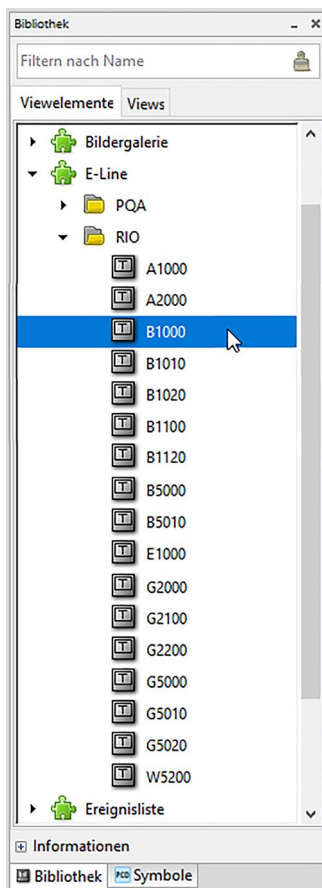 Bibliothek
Filtern nach Name
Viewelemente Views
Bildergalerie
E-Line
PQA
RIO
A1000
A2000
B1000
B1010
B1020
B1100
B1120
B5000
B5010
E1000
G2000
G2100
G2200
G5000
G5010
G5020
W5200
Ereignisliste
Informationen
Bibliothek PCD Symbole